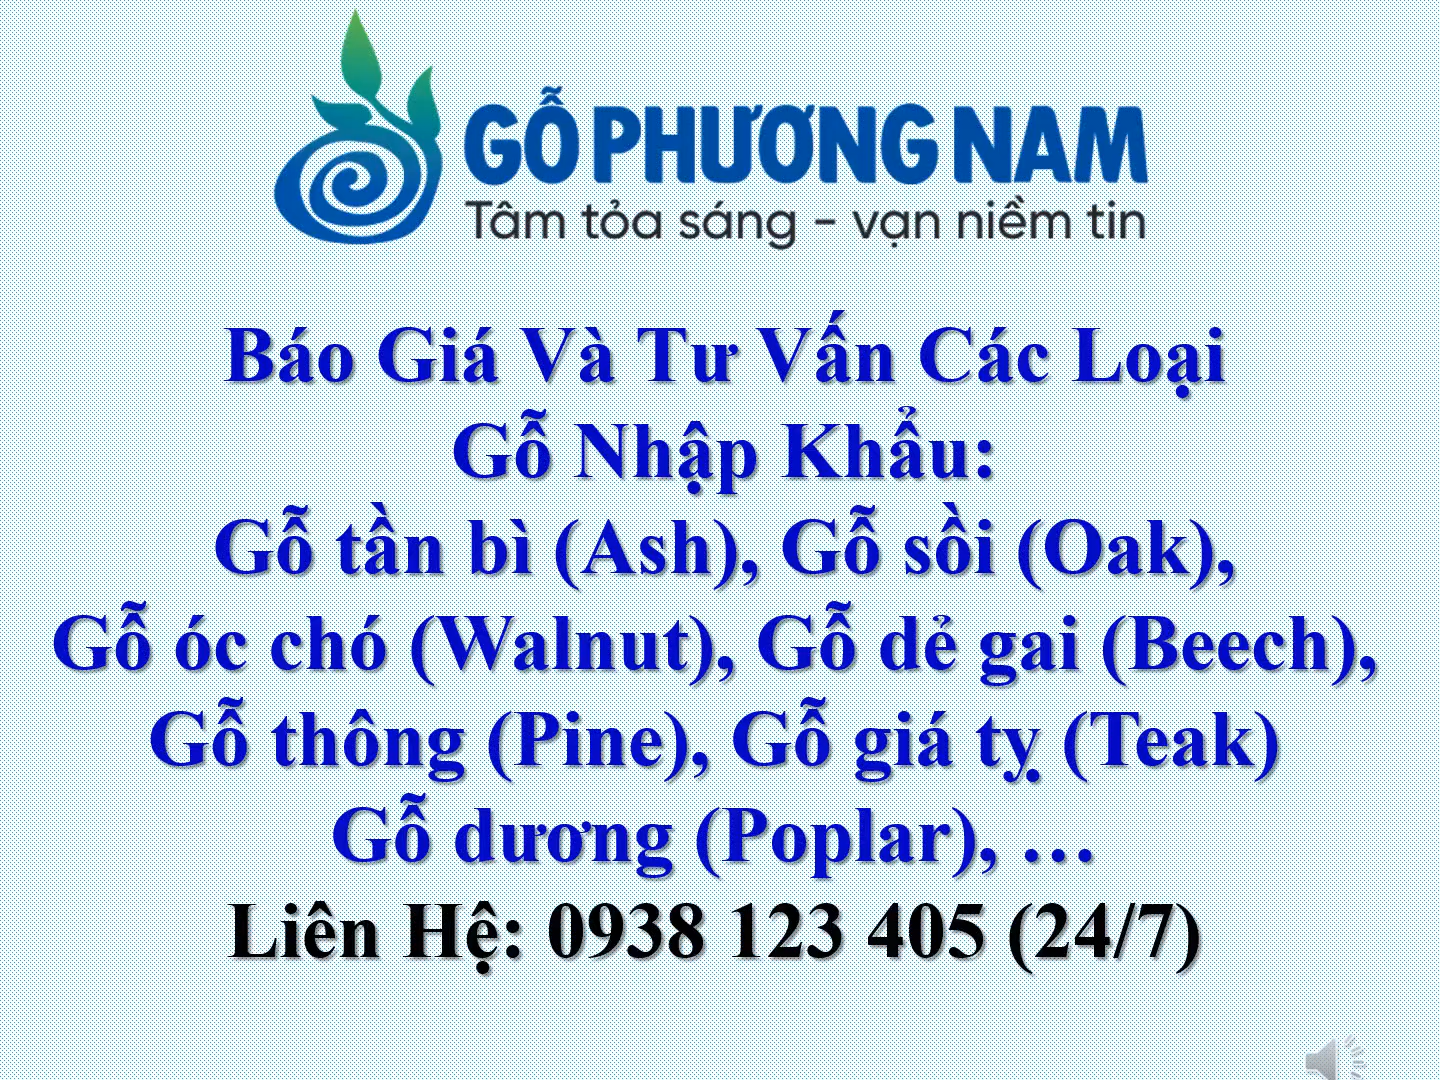 GỖ PHƯƠNG NAM
Tâm tỏa sáng - vạn niềm tin
Báo Giá Và Tư Vấn Các Loại
Gỗ Nhập Khẩu:
Gỗ tần bì (Ash), Gỗ sồi (Oak),
Gỗ óc chó (Walnut), Gỗ dẻ gai (Beech),
Gỗ thông (Pine), Gỗ giá tỵ (Teak)
Gỗ dương (Poplar), …
Liên Hệ: 0938 123 405 (24/7)